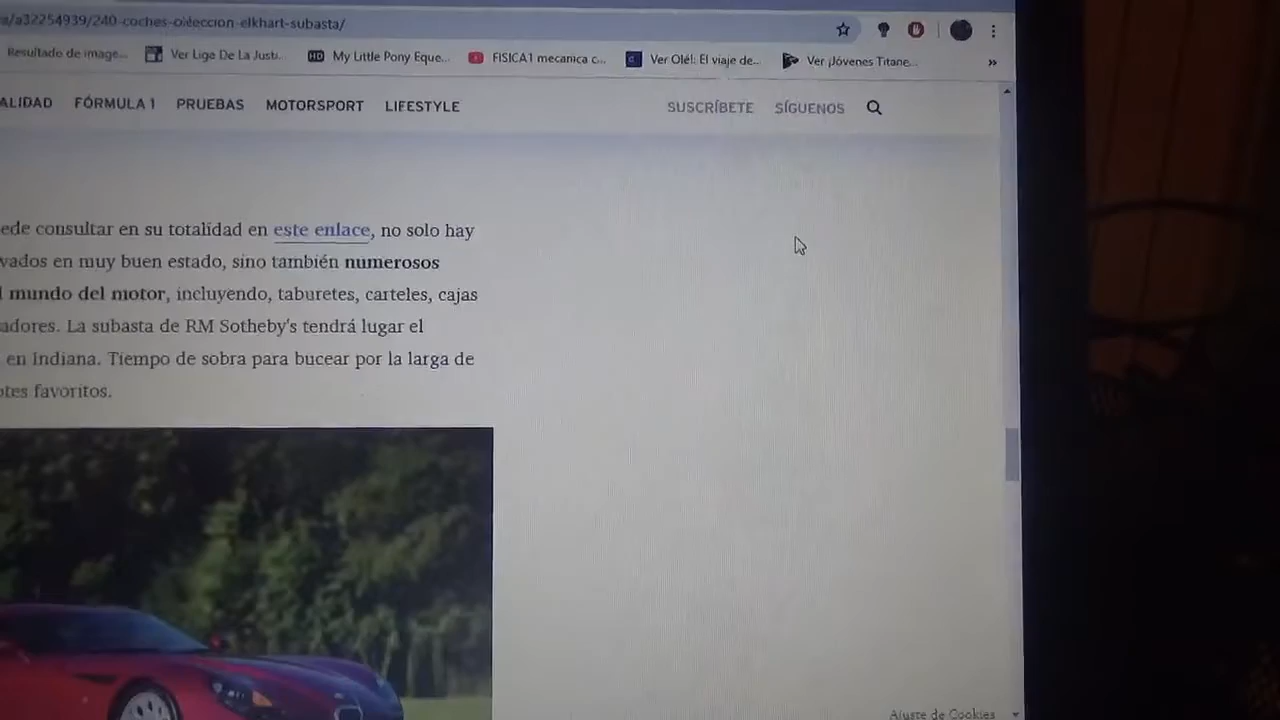 a/a32254939/240-coches-oleccion-elkhart-subasta/
Resultado de image...
Ver Liga De La Justi...
HD My Little Pony Eque...
FISICA1 mecanica c...
Ver Olé!: El viaje de...
Ver ¡Jóvenes Titane...
»
ALIDAD FÓRMULA 1 PRUEBAS MOTORSPORT LIFESTYLE SUSCRÍBETE SÍGUENOS
ede consultar en su totalidad en este enlace, no solo hay
vados en muy buen estado, sino también numerosos
l mundo del motor, incluyendo, taburetes, carteles, cajas
adores. La subasta de RM Sotheby's tendrá lugar el
en Indiana. Tiempo de sobra para bucear por la larga de
otes favoritos.
Ajuste de Cookies